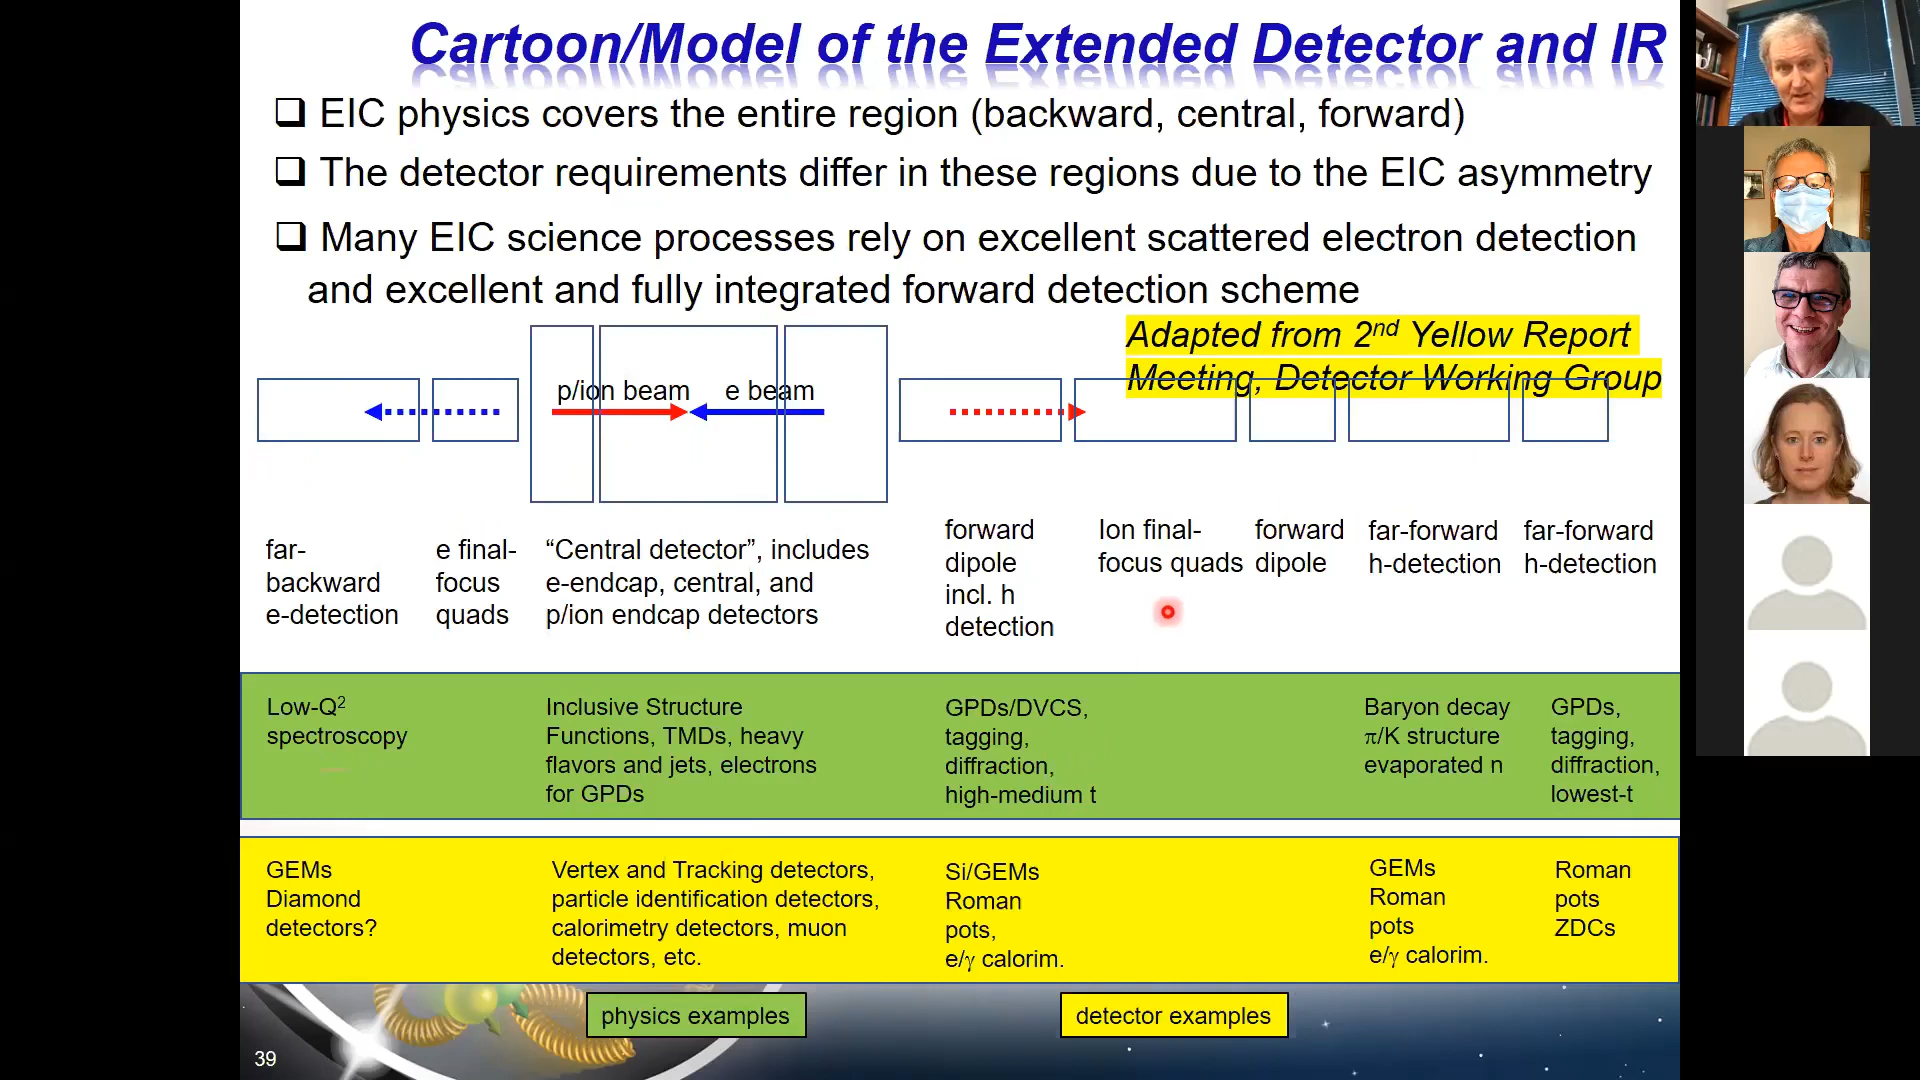 Cartoon/Model of the Extended Detector and IR
❑ EIC physics covers the entire region (backward, central, forward)
❑ The detector requirements differ in these regions due to the EIC asymmetry
❑ Many EIC science processes rely on excellent scattered electron detection
and excellent and fully integrated forward detection scheme
Adapted from 2nd Yellow Report
Meeting, Detector Working Group
p/ion beam
e beam
far-
backward
e-detection
e final-
focus
quads
“Central detector”, includes
e-endcap, central, and
p/ion endcap detectors
forward
dipole
incl. h
detection
Ion final-
focus quads
forward
dipole
far-forward
h-detection
far-forward
h-detection
Low-Q2
spectroscopy
Inclusive Structure
Functions, TMDs, heavy
flavors and jets, electrons
for GPDs
GPDs/DVCS,
tagging,
diffraction,
high-medium t
Baryon decay
π/K structure
evaporated n
GPDs,
tagging,
diffraction,
lowest-t
GEMs
Diamond
detectors?
Vertex and Tracking detectors,
particle identification detectors,
calorimetry detectors, muon
detectors, etc.
Si/GEMs
Roman
pots,
e/γ calorim.
GEMs
Roman
pots
e/γ calorim.
Roman
pots
ZDCs
physics examples
detector examples
39